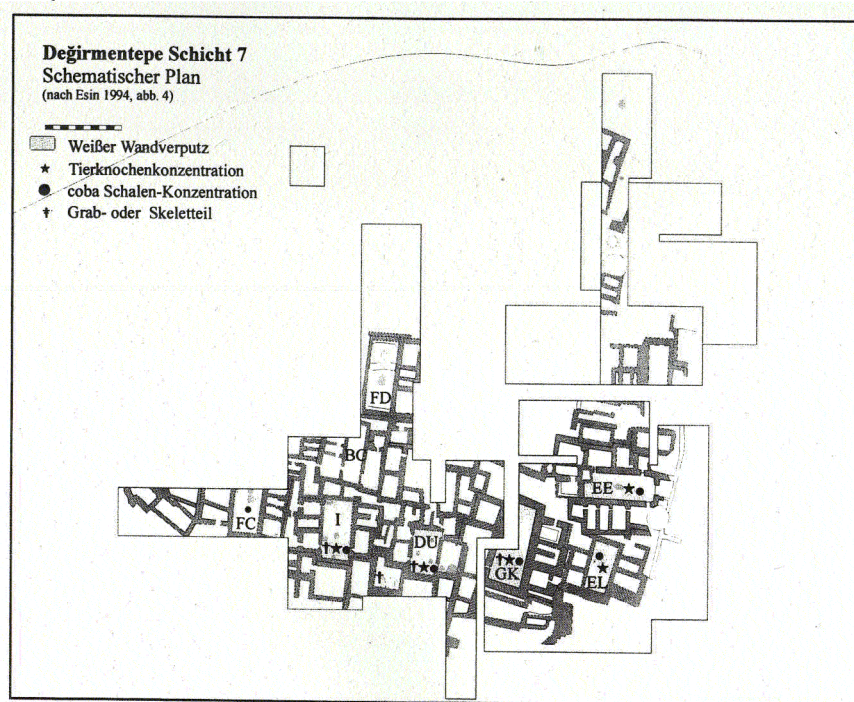 Değirmentepe Schicht 7
Schematischer Plan
(nach Esin 1994, abb. 4)
Weißer Wandverputz
Tierknochenkonzentration
coba Schalen-Konzentration
Grab- oder Skeletteil
FD
BC
EE
FC
I
DU
GK
EL